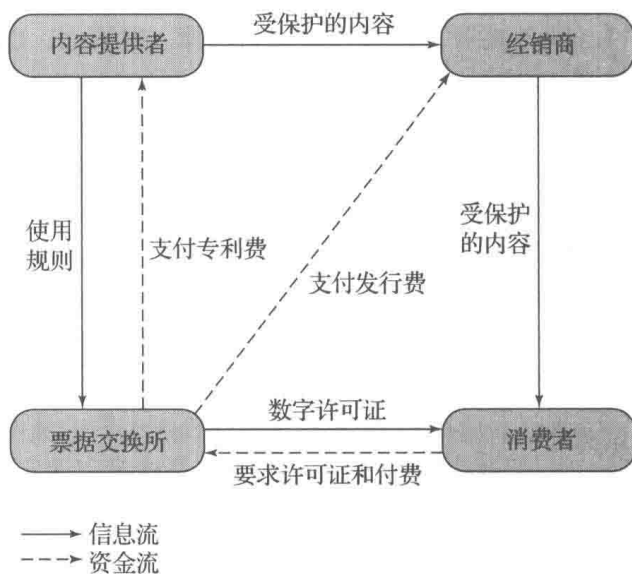 内容提供者
受保护的内容
经销商
使用
规则
支付专利费
支付发行费
受保护
的内容
票据交换所
数字许可证
消费者
要求许可证和付费
信息流
资金流